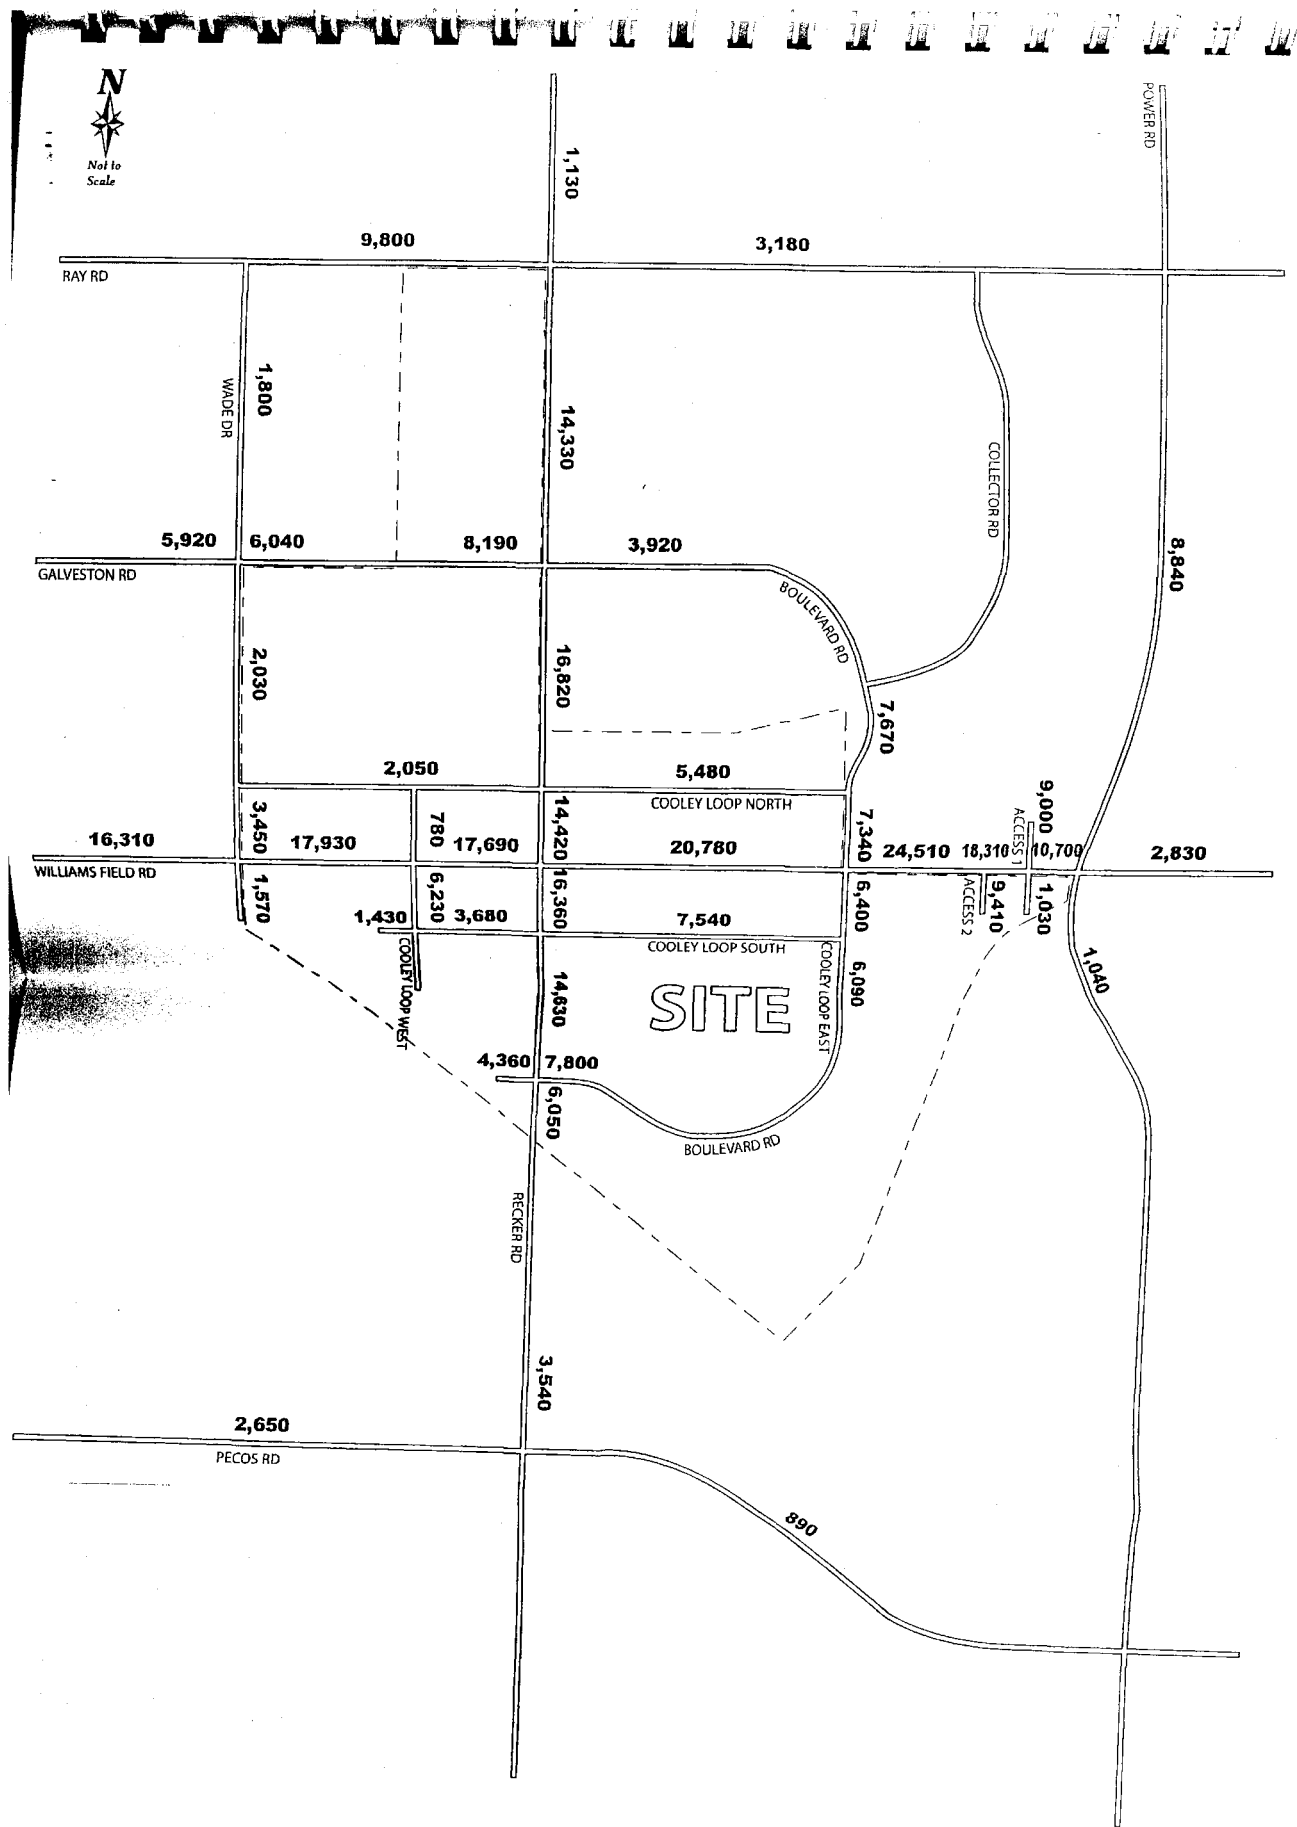 N
Not to
Scale
POWER RD
1,130
9,800
3,180
RAY RD
1,800
WADE DR
14,330
COLLECTOR RD
8,840
5,920
6,040
8,190
3,920
GALVESTON RD
BOULEVARD RD
2,030
16,820
7,670
2,050
5,480
COOLEY LOOP NORTH
9,000
ACCESS 1
3,450
780
14,420
7,340
16,310
17,930
17,690
20,780
24,510
18,310
10,700
2,830
WILLIAMS FIELD RD
1,570
6,230
16,360
6,400
ACCESS 2
9,410
1,030
1,430
3,680
7,540
COOLEY LOOP SOUTH
COOLEY LOOP WEST
14,630
SITE
COOLEY LOOP EAST
6,090
1,040
4,360
7,800
6,050
BOULEVARD RD
RECKER RD
3,540
2,650
PECOS RD
890